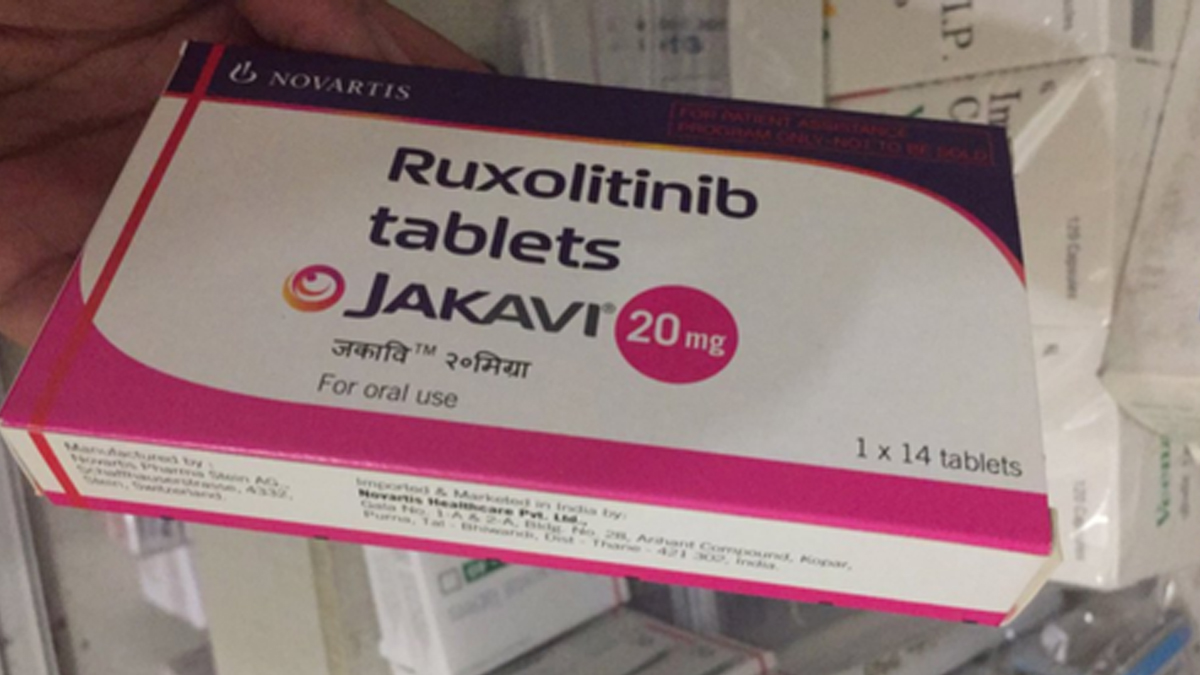 NOVARTIS
FOR PATIENT ASSISTANCE
PROGRAM ONLY-NOT TO BE SOLD
Ruxolitinib
tablets
JAKAVI® 20 mg
जकावि™ २०मिग्रा
For oral use
1 x 14 tablets
Manufactured by :
Novartis Pharma Stein AG.,
Schaffhauserstrasse, 4332,
Stein, Switzerland.
Imported & Marketed in India by:
Novartis Healthcare Pvt. Ltd.,
Gala No. 1-A & 2-A, Bldg. No. 28, Arihant Compound, Kopar,
Purna, Tal - Bhiwandi, Dist - Thane - 421 302, India.
I.P.
120 Capsules